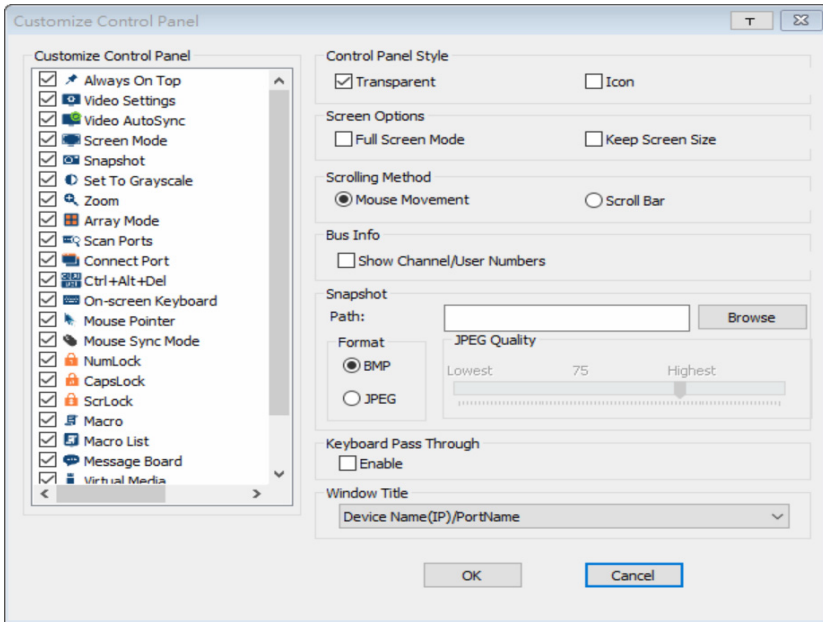 Customize Control Panel
T
Customize Control Panel
Always On Top
Video Settings
Video AutoSync
Screen Mode
Snapshot
Set To Grayscale
Zoom
Array Mode
Scan Ports
Connect Port
Ctrl+Alt+Del
On-screen Keyboard
Mouse Pointer
Mouse Sync Mode
NumLock
CapsLock
ScrLock
Macro
Macro List
Message Board
Virtual Media
Control Panel Style
Transparent Icon
Screen Options
Full Screen Mode Keep Screen Size
Scrolling Method
Mouse Movement Scroll Bar
Bus Info
Show Channel/User Numbers
Snapshot
Path: Browse
Format
BMP
JPEG
JPEG Quality
Lowest 75 Highest
Keyboard Pass Through
Enable
Window Title
Device Name(IP)/PortName
OK Cancel